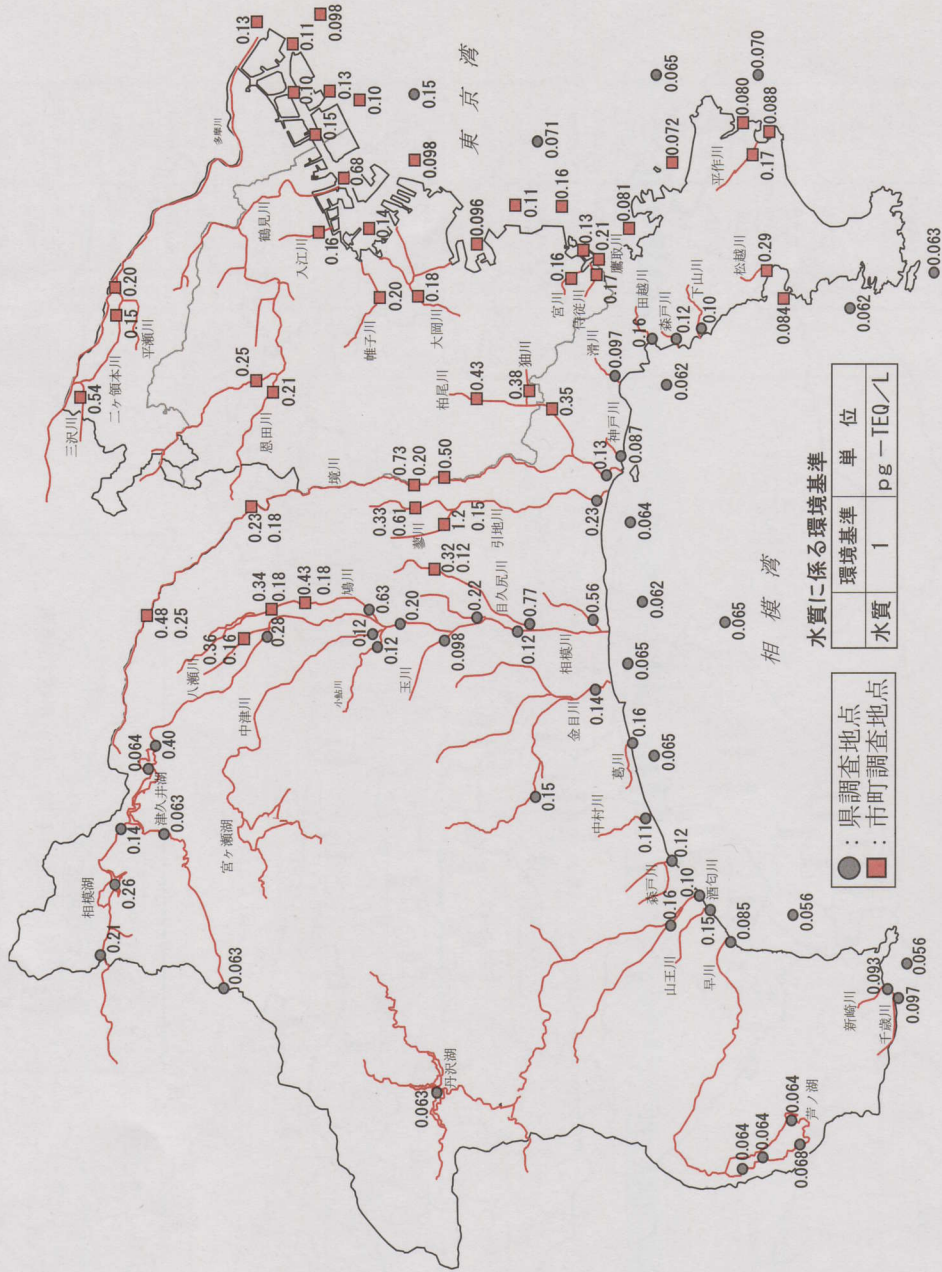 0.13
0.098
0.11
多摩川
0.10
0.13
0.10
0.15
0.15
東京湾
0.68
0.098
鶴見川
入江川
0.16
0.14
0.071
0.065
0.070
0.080
0.088
平作川
0.17
0.072
0.11
0.16
0.096
0.081
0.13
0.21
鷹取川
0.16
宮川
侍従川
0.17
0.20
0.15
平瀬川
二ヶ領本川
三沢川
0.54
0.25
0.21
恩田川
0.20
帷子川
0.18
大岡川
柏尾川
0.43
狛川
0.38
0.35
滑川
0.097
田越川
0.16
森戸川
0.12
下山川
0.10
松越川
0.29
0.084
0.062
0.063
0.062
神戸川
0.087
0.13
境川
0.73
0.20
0.50
0.23
0.18
0.33
0.61
蓼川
1.2
0.15
引地川
0.23
0.064
0.48
0.25
0.34
0.18
0.43
0.18
鳩川
0.36
0.16
八瀬川
0.28
0.63
0.12
0.12
小鮎川
0.20
0.32
0.12
目久尻川
0.22
玉川
0.098
0.77
0.12
相模川
0.56
0.062
0.065
0.065
相模湾
中津川
宮ヶ瀬湖
0.064
0.40
津久井湖
0.063
0.14
相模湖
0.26
0.21
0.063
金目川
0.14
0.15
葛川
0.16
0.065
中村川
0.11
森戸川
0.12
0.10
酒匂川
0.16
山王川
0.15
早川
0.085
0.056
0.056
新崎川
0.093
千歳川
0.097
丹沢湖
0.063
芦ノ湖
0.064
0.064
0.064
0.068
水質に係る環境基準
環境基準 単位
水質 1 pg-TEQ/L
：県調査地点
：市町調査地点